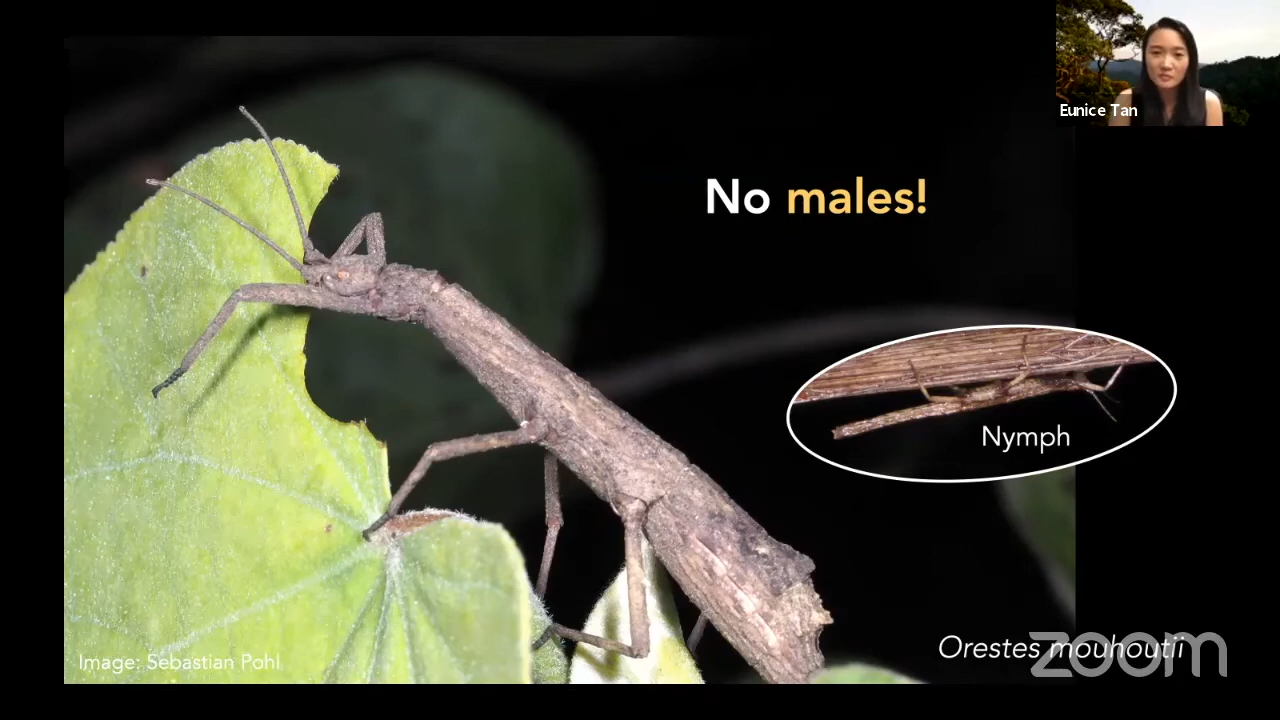 Eunice Tan
No males!
Nymph
Orestes mouhoutii
zoom
Image: Sebastian Pohl